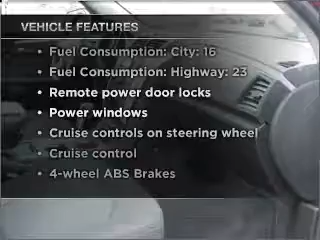 VEHICLE FEATURES
• Fuel Consumption: City: 16
• Fuel Consumption: Highway: 23
• Remote power door locks
• Power windows
• Cruise controls on steering wheel
• Cruise control
• 4-wheel ABS Brakes